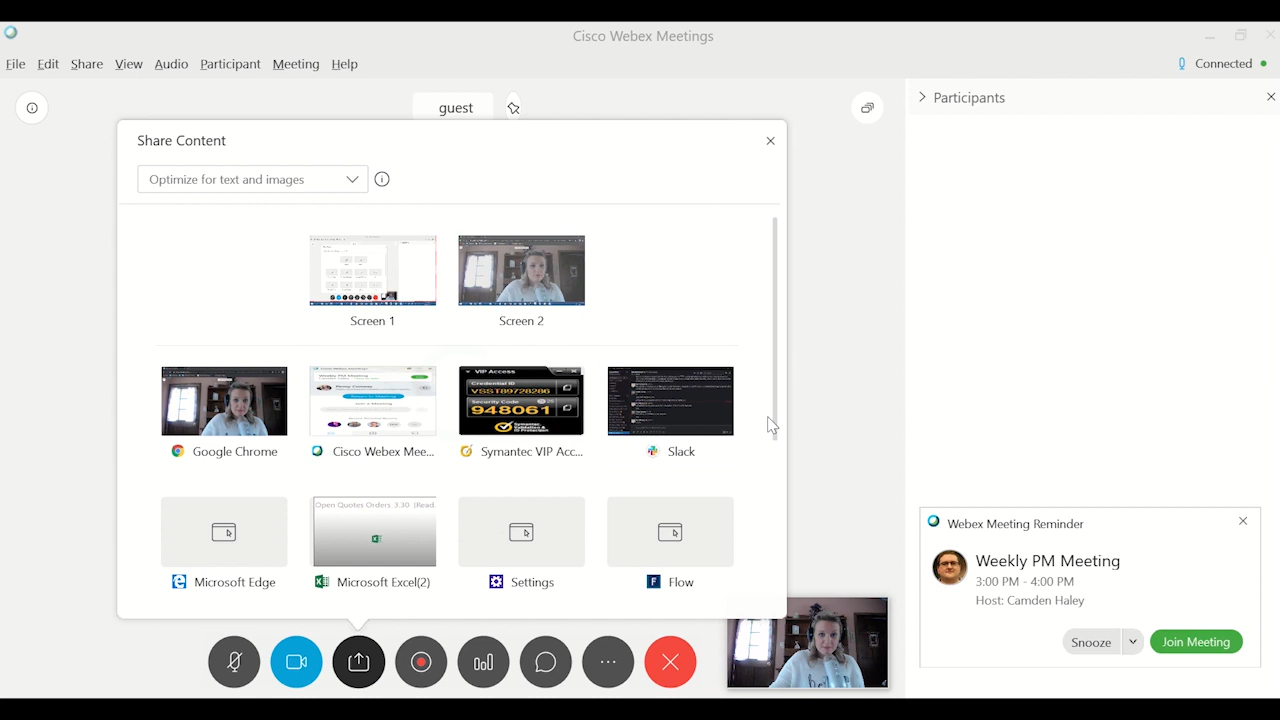 Cisco Webex Meetings
File Edit Share View Audio Participant Meeting Help
Connected
guest
Participants
Share Content
Optimize for text and images
Screen 1
Screen 2
VIP Access
Credential ID
VSST89728286
Security Code
948061
Symantec
Google Chrome
Cisco Webex Mee...
Symantec VIP Acc...
Slack
Open Quotes Orders 3.30 (Read.
Microsoft Edge
Microsoft Excel(2)
Settings
Flow
Webex Meeting Reminder
Weekly PM Meeting
3:00 PM - 4:00 PM
Host: Camden Haley
Snooze
Join Meeting